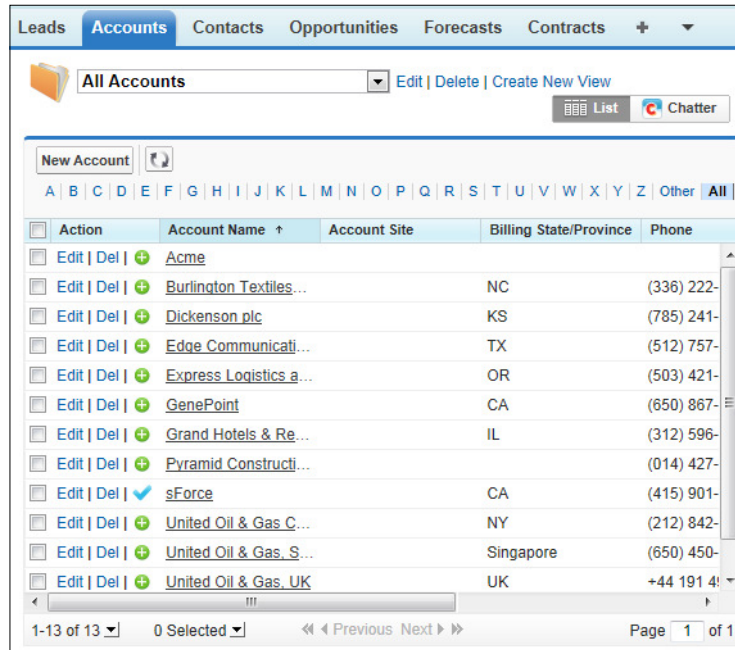 Leads Accounts Contacts Opportunities Forecasts Contracts
All Accounts Edit | Delete | Create New View
List Chatter
New Account
A | B | C | D | E | F | G | H | I | J | K | L | M | N | O | P | Q | R | S | T | U | V | W | X | Y | Z | Other All
Action Account Name Account Site Billing State/Province Phone
Edit | Del | Acme
Edit | Del | Burlington Textiles... NC (336) 222-
Edit | Del | Dickenson plc KS (785) 241-
Edit | Del | Edge Communicati... TX (512) 757-
Edit | Del | Express Logistics a... OR (503) 421-
Edit | Del | GenePoint CA (650) 867-
Edit | Del | Grand Hotels & Re... IL (312) 596-
Edit | Del | Pyramid Constructi... (014) 427-
Edit | Del | sForce CA (415) 901-
Edit | Del | United Oil & Gas C... NY (212) 842-
Edit | Del | United Oil & Gas, S... Singapore (650) 450-
Edit | Del | United Oil & Gas, UK UK +44 191
1-13 of 13 0 Selected Previous Next Page 1 of 1